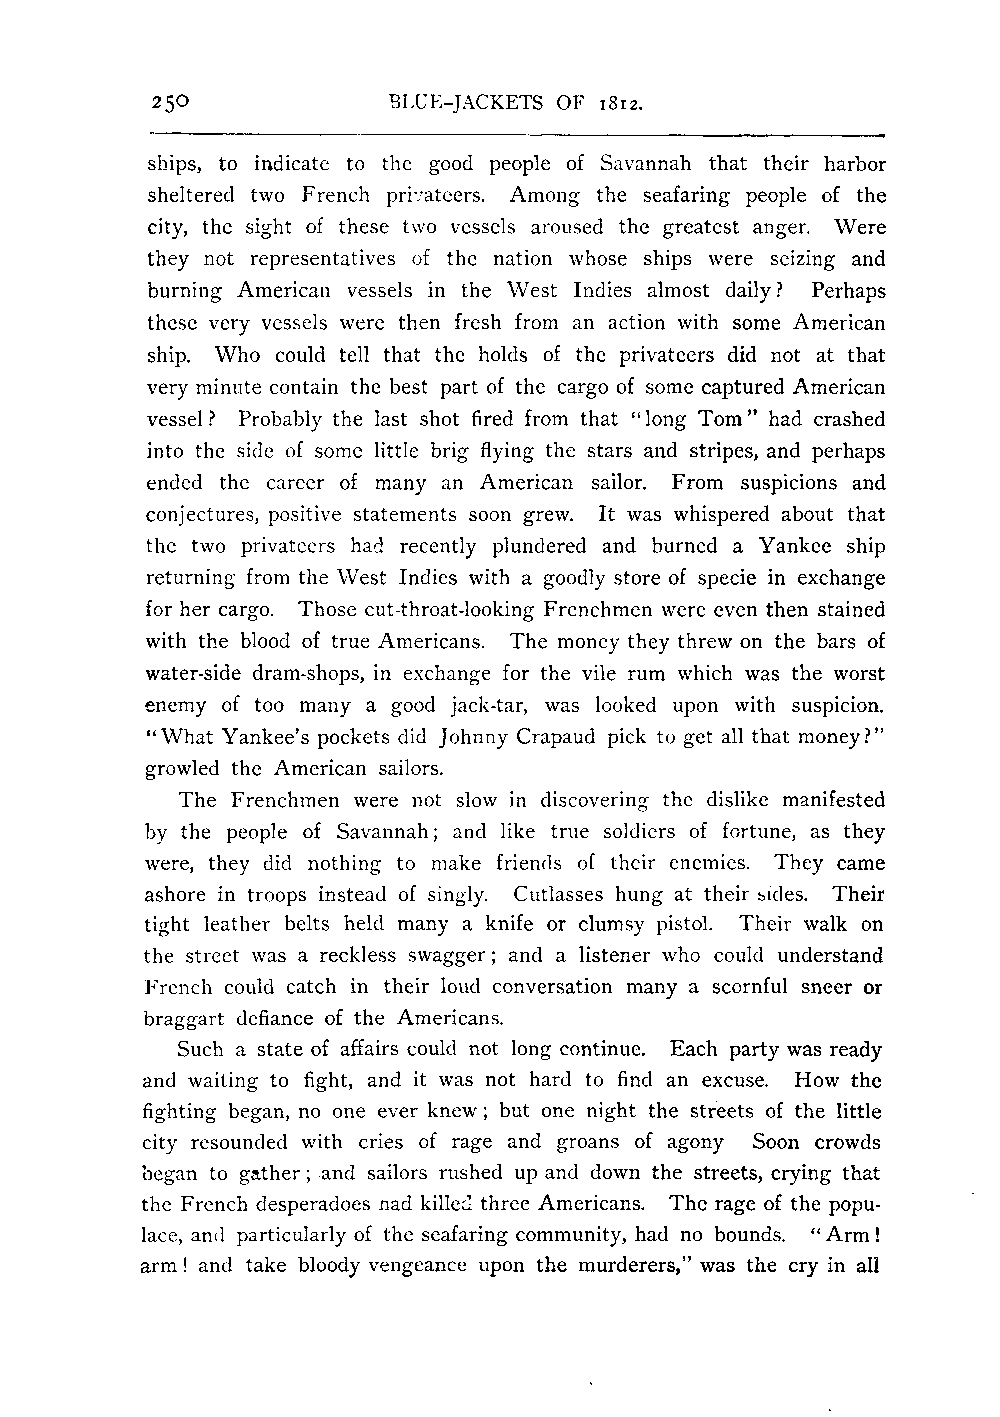 250 BLUE-JACKETS OF 1812.
ships, to indicate to the good people of Savannah that their harbor
sheltered two French privateers. Among the seafaring people of the
city, the sight of these two vessels aroused the greatest anger. Were
they not representatives of the nation whose ships were seizing and
burning American vessels in the West Indies almost daily? Perhaps
these very vessels were then fresh from an action with some American
ship. Who could tell that the holds of the privateers did not at that
very minute contain the best part of the cargo of some captured American
vessel? Probably the last shot fired from that "long Tom" had crashed
into the side of some little brig flying the stars and stripes, and perhaps
ended the career of many an American sailor. From suspicions and
conjectures, positive statements soon grew. It was whispered about that
the two privateers had recently plundered and burned a Yankee ship
returning from the West Indies with a goodly store of specie in exchange
for her cargo. Those cut-throat-looking Frenchmen were even then stained
with the blood of true Americans. The money they threw on the bars of
water-side dram-shops, in exchange for the vile rum which was the worst
enemy of too many a good jack-tar, was looked upon with suspicion.
"What Yankee's pockets did Johnny Crapaud pick to get all that money?"
growled the American sailors.
The Frenchmen were not slow in discovering the dislike manifested
by the people of Savannah; and like true soldiers of fortune, as they
were, they did nothing to make friends of their enemies. They came
ashore in troops instead of singly. Cutlasses hung at their sides. Their
tight leather belts held many a knife or clumsy pistol. Their walk on
the street was a reckless swagger; and a listener who could understand
French could catch in their loud conversation many a scornful sneer or
braggart defiance of the Americans.
Such a state of affairs could not long continue. Each party was ready
and waiting to fight, and it was not hard to find an excuse. How the
fighting began, no one ever knew; but one night the streets of the little
city resounded with cries of rage and groans of agony Soon crowds
began to gather; and sailors rushed up and down the streets, crying that
the French desperadoes had killed three Americans. The rage of the popu-
lace, and particularly of the seafaring community, had no bounds. "Arm!
arm! and take bloody vengeance upon the murderers," was the cry in all